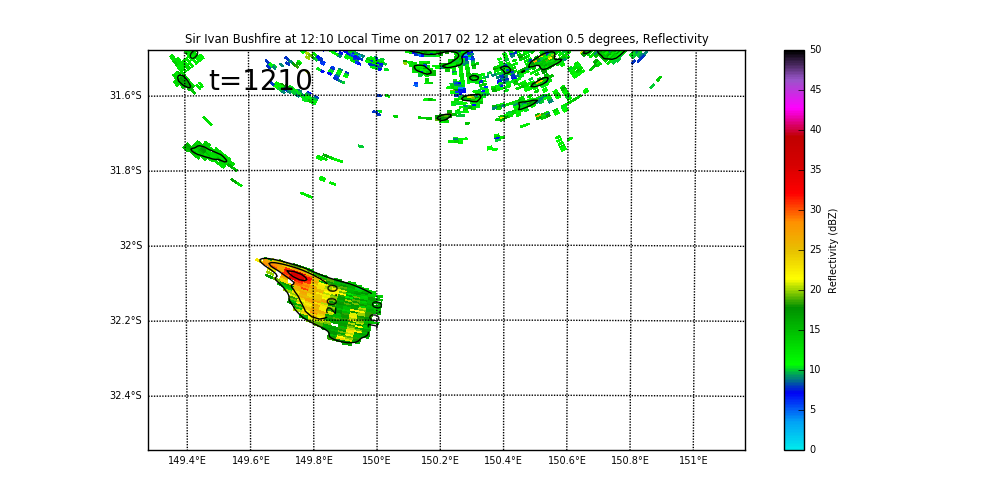 Sir Ivan Bushfire at 12:10 Local Time on 2017 02 12 at elevation 0.5 degrees, Reflectivity
t=1210
31.6°S
31.8°S
32°S
32.2°S
32.4°S
149.4°E 149.6°E 149.8°E 150°E 150.2°E 150.4°E 150.6°E 150.8°E 151°E
20.0
50
45
40
35
30
25
20
15
10
5
0
Reflectivity (dBZ)